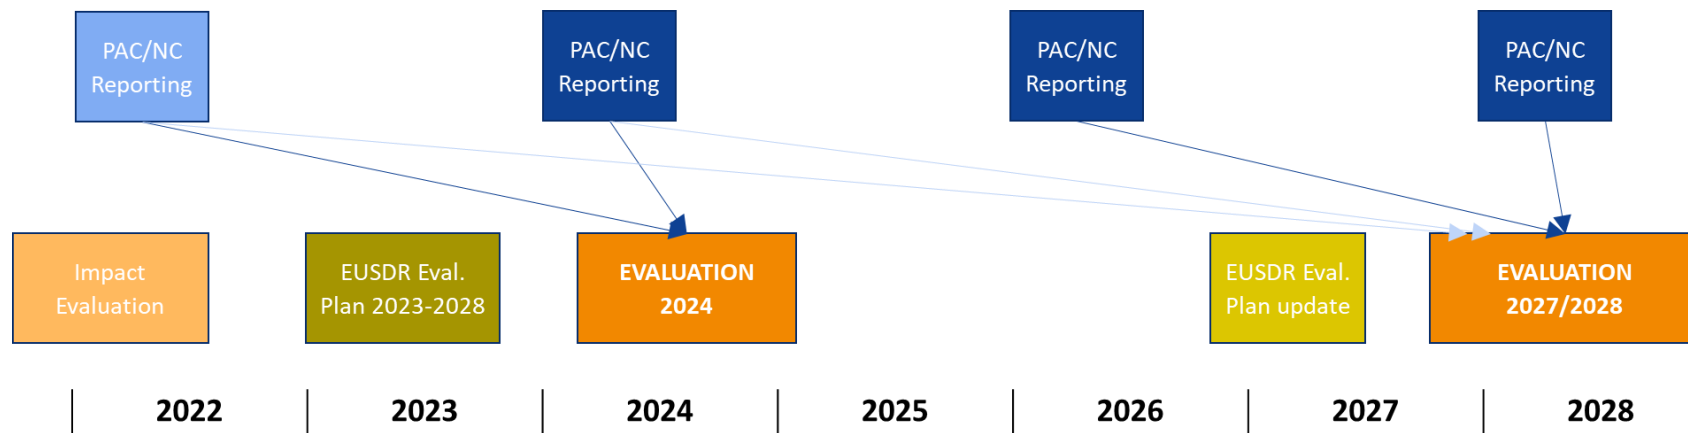 PAC/NC
Reporting
PAC/NC
Reporting
PAC/NC
Reporting
PAC/NC
Reporting
Impact
Evaluation
EUSDR Eval.
Plan 2023-2028
EVALUATION
2024
EUSDR Eval.
Plan update
EVALUATION
2027/2028
2022
2023
2024
2025
2026
2027
2028